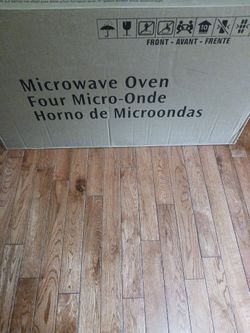 FRONT - AVANT - FRENTE
Microwave Oven
Four Micro-Onde
Horno de Microondas